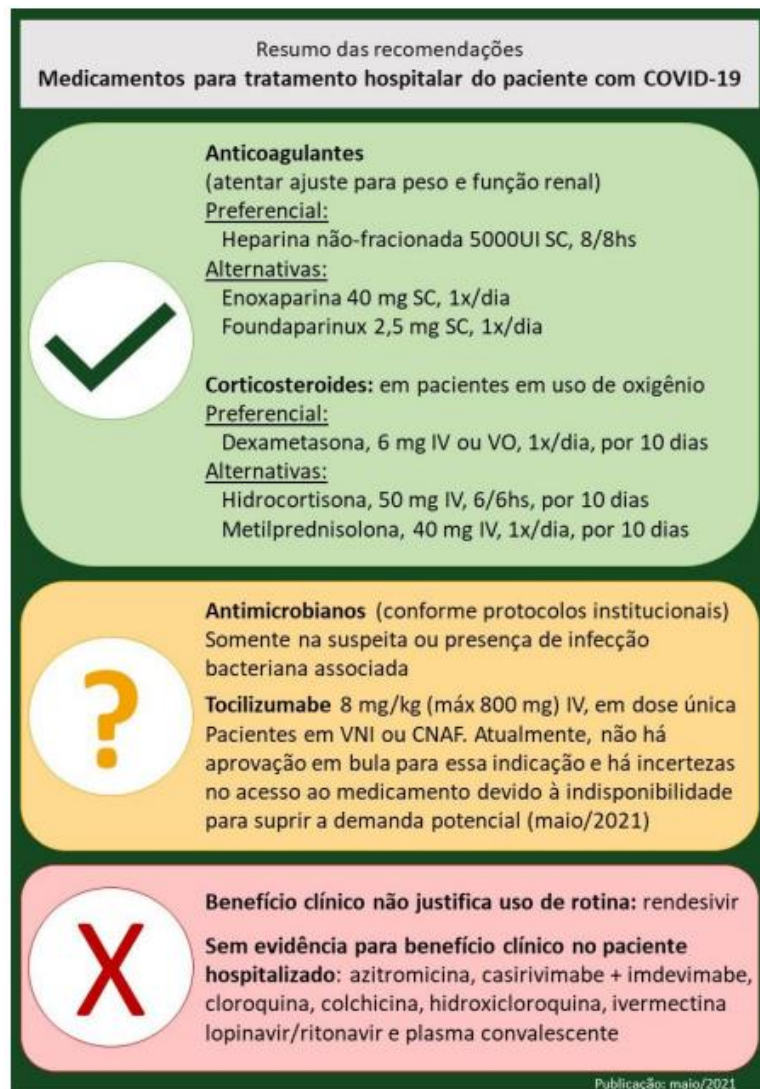 Resumo das recomendações
Medicamentos para tratamento hospitalar do paciente com COVID-19
Anticoagulantes
(atentar ajuste para peso e função renal)
Preferencial:
Heparina não-fracionada 5000UI SC, 8/8hs
Alternativas:
Enoxaparina 40 mg SC, 1x/dia
Foundaparinux 2,5 mg SC, 1x/dia
Corticosteroides: em pacientes em uso de oxigênio
Preferencial:
Dexametasona, 6 mg IV ou VO, 1x/dia, por 10 dias
Alternativas:
Hidrocortisona, 50 mg IV, 6/6hs, por 10 dias
Metilprednisolona, 40 mg IV, 1x/dia, por 10 dias
?
Antimicrobianos (conforme protocolos institucionais)
Somente na suspeita ou presença de infecção
bacteriana associada
Tocilizumabe 8 mg/kg (máx 800 mg) IV, em dose única
Pacientes em VNI ou CNAF. Atualmente, não há
aprovação em bula para essa indicação e há incertezas
no acesso ao medicamento devido à indisponibilidade
para suprir a demanda potencial (maio/2021)
X
Benefício clínico não justifica uso de rotina: rendesivir
Sem evidência para benefício clínico no paciente
hospitalizado: azitromicina, casirivimabe + imdevimabe,
cloroquina, colchicina, hidroxicloroquina, ivermectina
lopinavir/ritonavir e plasma convalescente
Publicação: maio/2021